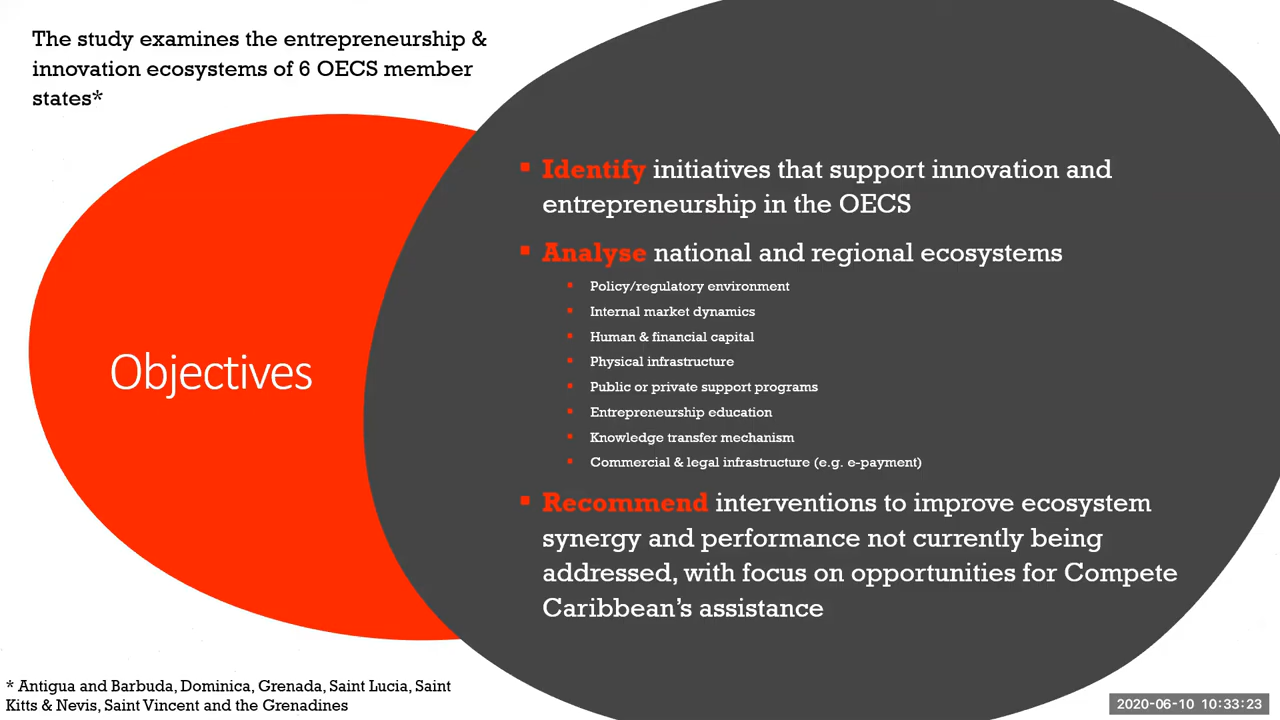 The study examines the entrepreneurship &
innovation ecosystems of 6 OECS member
states*
Objectives
Identify initiatives that support innovation and
entrepreneurship in the OECS
Analyse national and regional ecosystems
Policy/regulatory environment
Internal market dynamics
Human & financial capital
Physical infrastructure
Public or private support programs
Entrepreneurship education
Knowledge transfer mechanism
Commercial & legal infrastructure (e.g. e-payment)
Recommend interventions to improve ecosystem
synergy and performance not currently being
addressed, with focus on opportunities for Compete
Caribbean's assistance
* Antigua and Barbuda, Dominica, Grenada, Saint Lucia, Saint
Kitts & Nevis, Saint Vincent and the Grenadines
2020-06-10 10:33:23